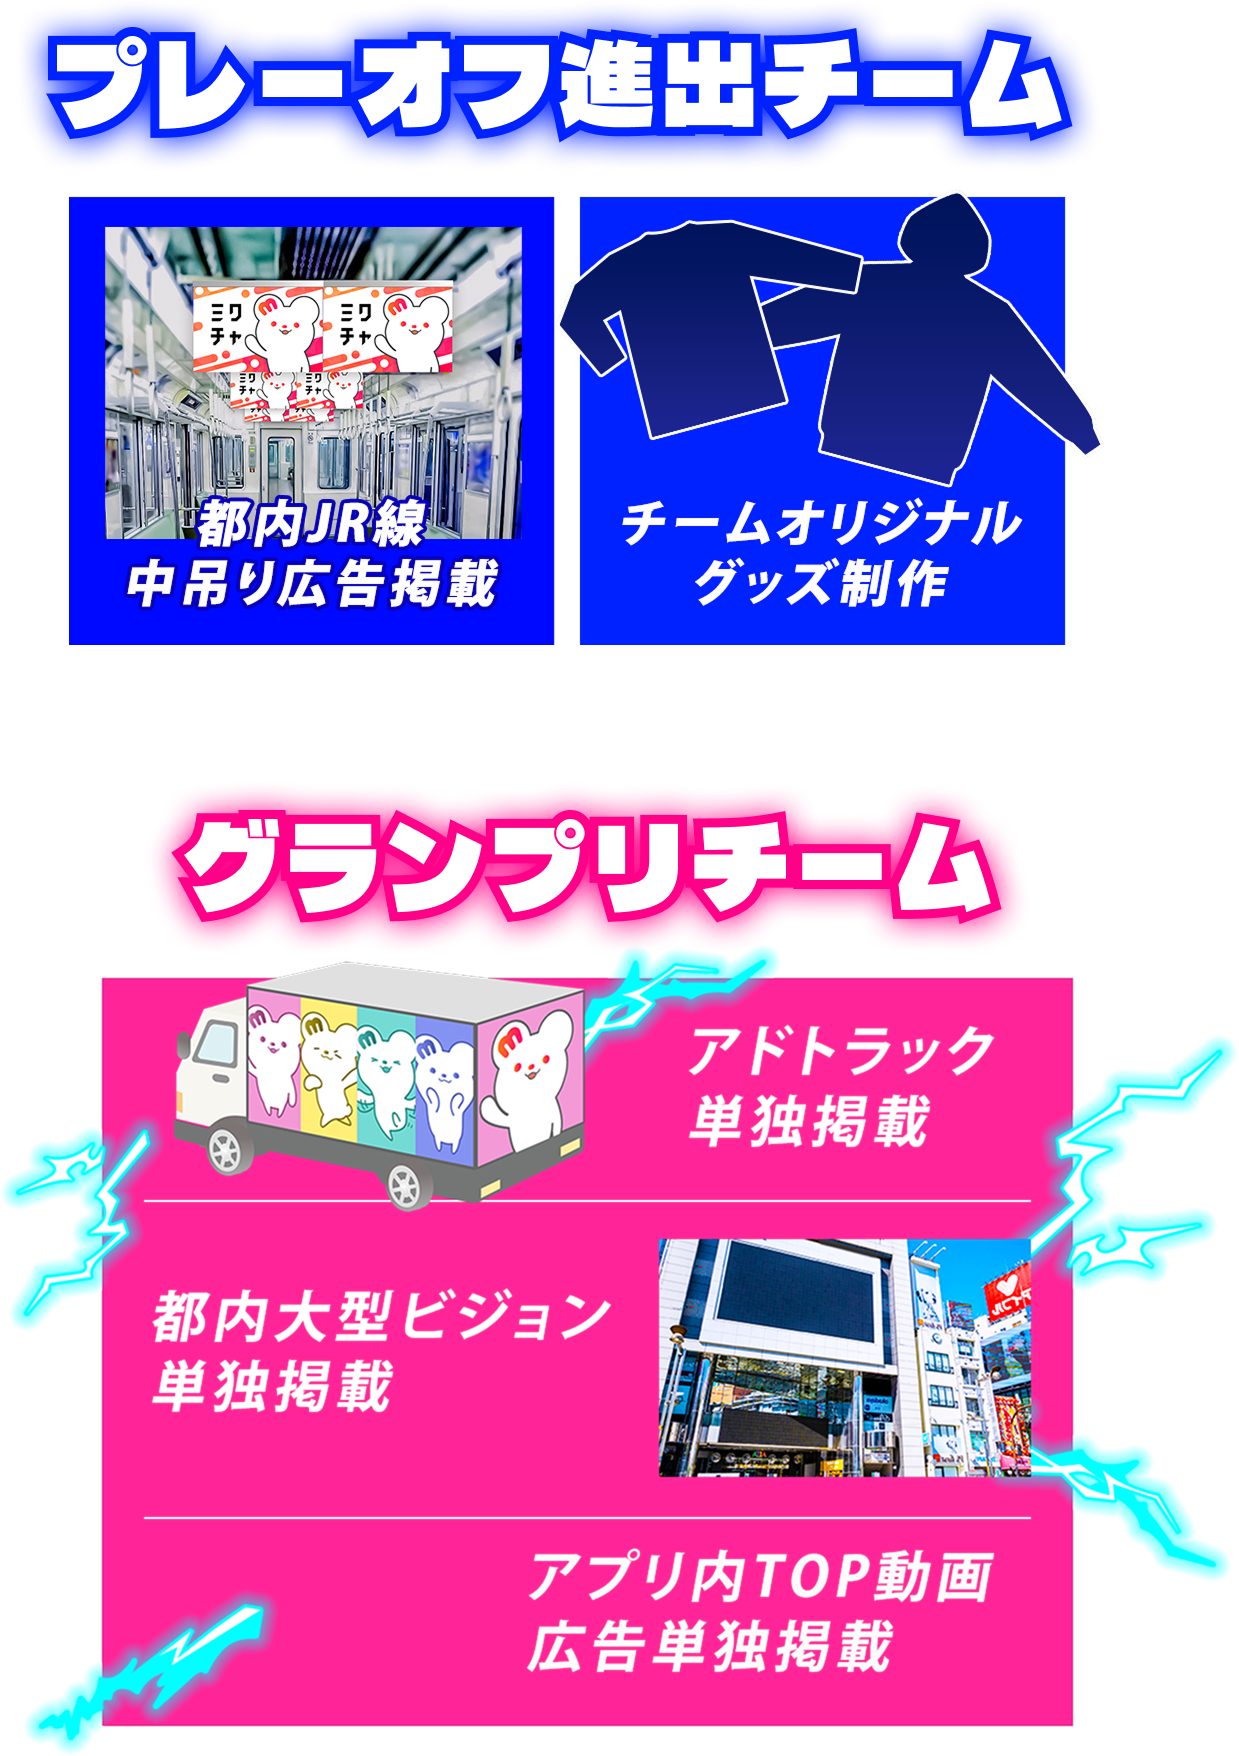 プレーオフ進出チーム
ミク
チャ
ミク
チャ
ミク
チャ
都内JR線
中吊り広告掲載
チームオリジナル
グッズ制作
グランプリチーム
アドトラック
単独掲載
都内大型ビジョン
単独掲載
アプリ内TOP動画
広告単独掲載